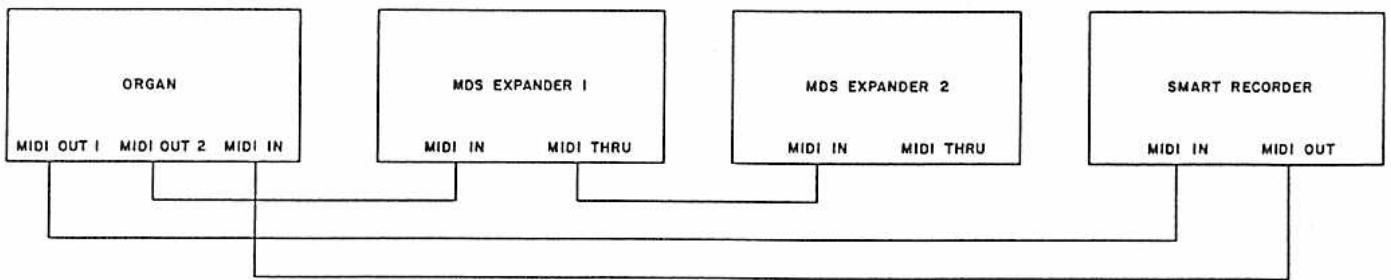 ORGAN
MIDI OUT 1 MIDI OUT 2 MIDI IN
MDS EXPANDER 1
MIDI IN MIDI THRU
MDS EXPANDER 2
MIDI IN MIDI THRU
SMART RECORDER
MIDI IN MIDI OUT